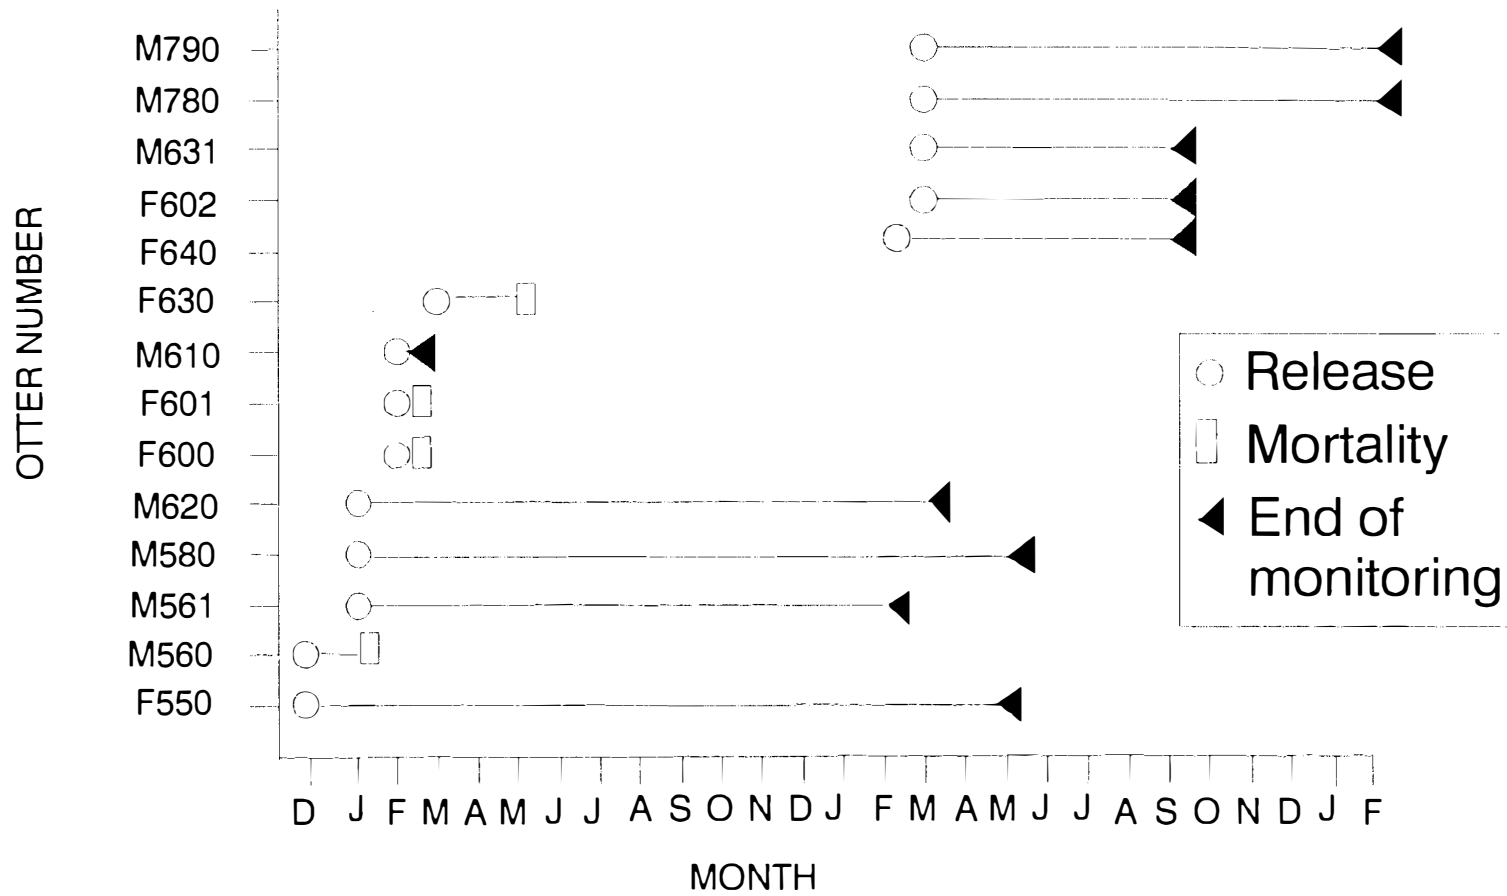 OTTER NUMBER
M790
M780
M631
F602
F640
F630
M610
F601
F600
M620
M580
M561
M560
F550
Release
Mortality
End of
monitoring
D J F M A M J J A S O N D J F M A M J J A S O N D J F
MONTH